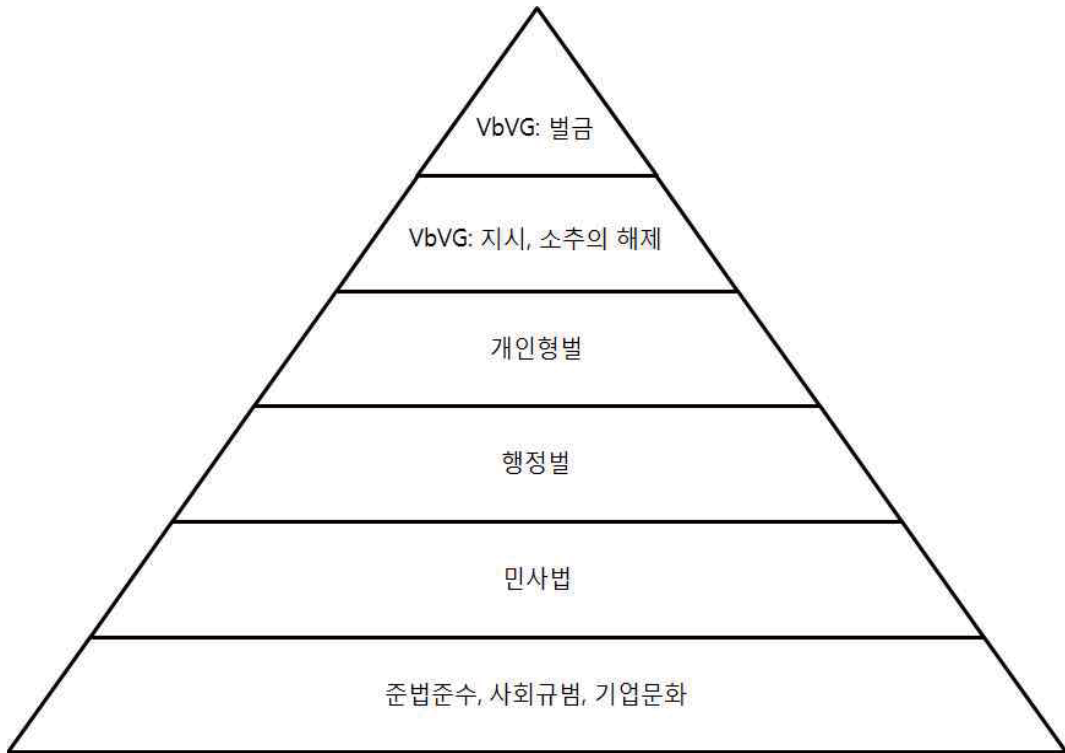 VbVG: 벌금
VbVG: 지시, 소추의 해제
개인형벌
행정벌
민사법
준법준수, 사회규범, 기업문화